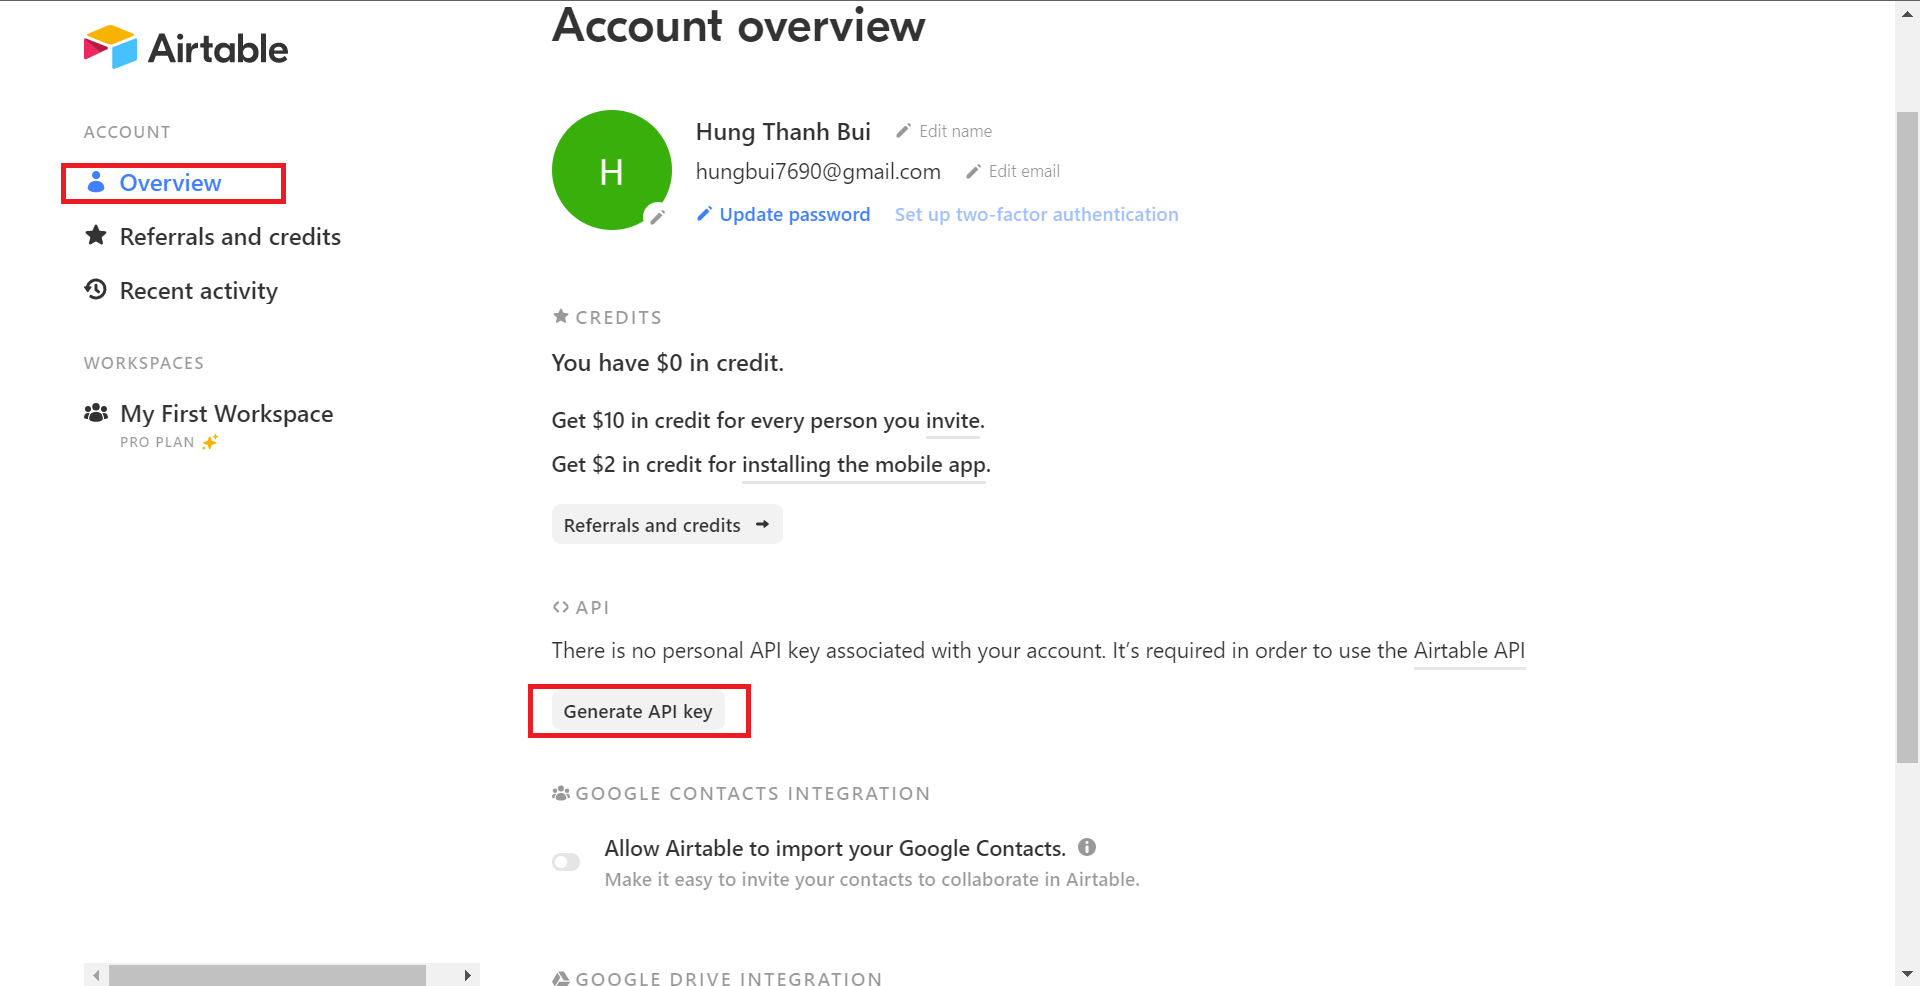 Airtable
ACCOUNT
Overview
Referrals and credits
Recent activity
WORKSPACES
My First Workspace
PRO PLAN
Account overview
H
Hung Thanh Bui Edit name
hungbui7690@gmail.com Edit email
Update password Set up two-factor authentication
CREDITS
You have $0 in credit.
Get $10 in credit for every person you invite.
Get $2 in credit for installing the mobile app.
Referrals and credits
<> API
There is no personal API key associated with your account. It’s required in order to use the Airtable API
Generate API key
GOOGLE CONTACTS INTEGRATION
Allow Airtable to import your Google Contacts.
Make it easy to invite your contacts to collaborate in Airtable.
GOOGLE DRIVE INTEGRATION